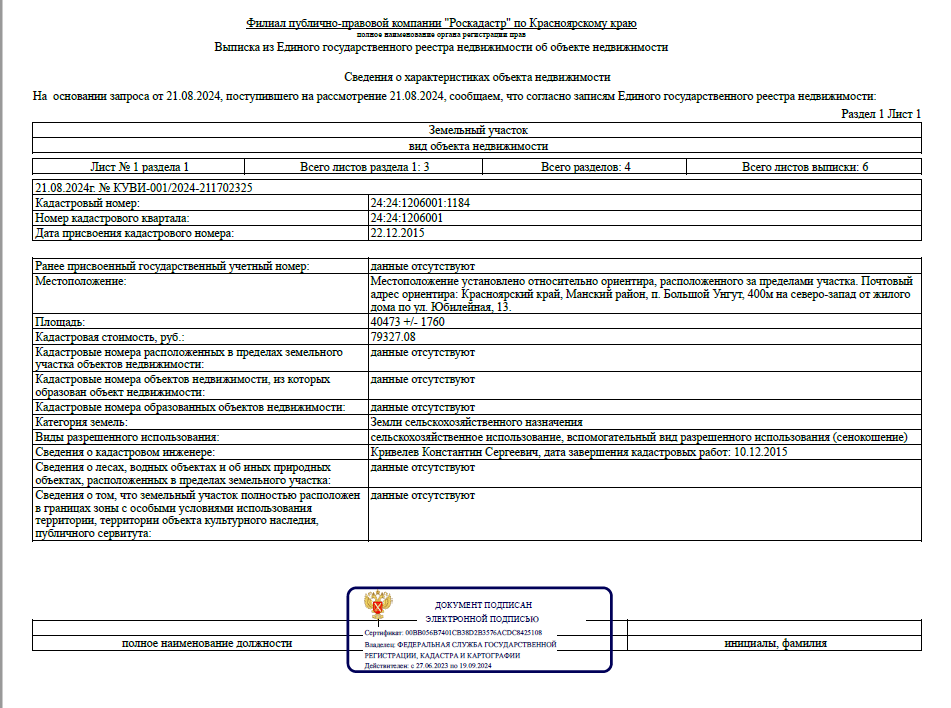 Филиал публично-правовой компании "Роскадастр" по Красноярскому краю
полное наименование органа регистрации прав
Выписка из Единого государственного реестра недвижимости об объекте недвижимости
Сведения о характеристиках объекта недвижимости
На основании запроса от 21.08.2024, поступившего на рассмотрение 21.08.2024, сообщаем, что согласно записям Единого государственного реестра недвижимости:
Раздел 1 Лист 1
Земельный участок
вид объекта недвижимости
Лист № 1 раздела 1 Всего листов раздела 1: 3 Всего разделов: 4 Всего листов выписки: 6
21.08.2024г. № КУВИ-001/2024-211702325
Кадастровый номер: 24:24:1206001:1184
Номер кадастрового квартала: 24:24:1206001
Дата присвоения кадастрового номера: 22.12.2015
Ранее присвоенный государственный учетный номер: данные отсутствуют
Местоположение: Местоположение установлено относительно ориентира, расположенного за пределами участка. Почтовый
адрес ориентира: Красноярский край, Манский район, п. Большой Унгут, 400м на северо-запад от жилого
дома по ул. Юбилейная, 13.
Площадь: 40473 +/- 1760
Кадастровая стоимость, руб.: 79327.08
Кадастровые номера расположенных в пределах земельного данные отсутствуют
участка объектов недвижимости:
Кадастровые номера объектов недвижимости, из которых данные отсутствуют
образован объект недвижимости:
Кадастровые номера образованных объектов недвижимости: данные отсутствуют
Категория земель: Земли сельскохозяйственного назначения
Виды разрешенного использования: сельскохозяйственное использование, вспомогательный вид разрешенного использования (сенокошение)
Сведения о кадастровом инженере: Кривелев Константин Сергеевич, дата завершения кадастровых работ: 10.12.2015
Сведения о лесах, водных объектах и об иных природных данные отсутствуют
объектах, расположенных в пределах земельного участка:
Сведения о том, что земельный участок полностью расположен данные отсутствуют
в границах зоны с особыми условиями использования
территории, территории объекта культурного наследия,
публичного сервитута:
ДОКУМЕНТ ПОДПИСАН
ЭЛЕКТРОННОЙ ПОДПИСЬЮ
Сертификат: 00BB056B7401CB38D2B3576ACDC8425108
Владелец: ФЕДЕРАЛЬНАЯ СЛУЖБА ГОСУДАРСТВЕННОЙ
РЕГИСТРАЦИИ, КАДАСТРА И КАРТОГРАФИИ
Действителен: с 27.06.2023 по 19.09.2024
полное наименование должности инициалы, фамилия